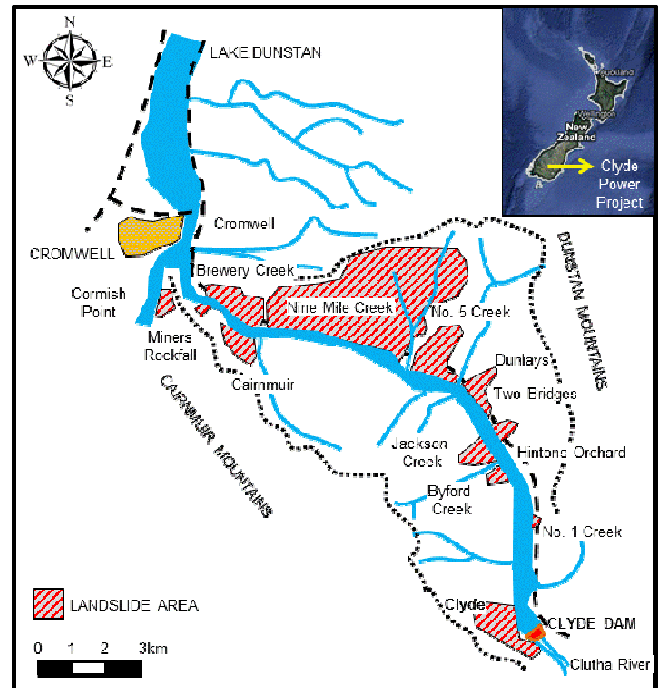 N
W
E
S
LAKE DUNSTAN
Auckland
Wellington
New
Zealand
Clyde
Power
Project
Cromwell
CROMWELL
Brewery Creek
DUNSTAN MOUNTAINS
Cormish
Point
Nine Mile Creek
No. 5 Creek
Miners
Rockfall
Dunlays
Cairnmuir
Two Bridges
CAIRNMUIR MOUNTAINS
Jackson
Creek
Hintons Orchard
Byford
Creek
No. 1 Creek
LANDSLIDE AREA
Clyde
CLYDE DAM
0 1 2 3km
Clutha River